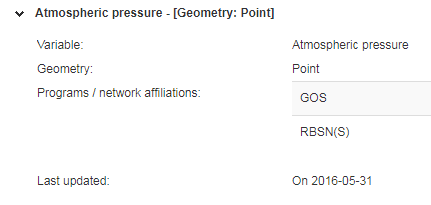 Atmospheric pressure - [Geometry: Point]
Variable: Atmospheric pressure
Geometry: Point
Programs / network affiliations: GOS
RBSN(S)
Last updated: On 2016-05-31